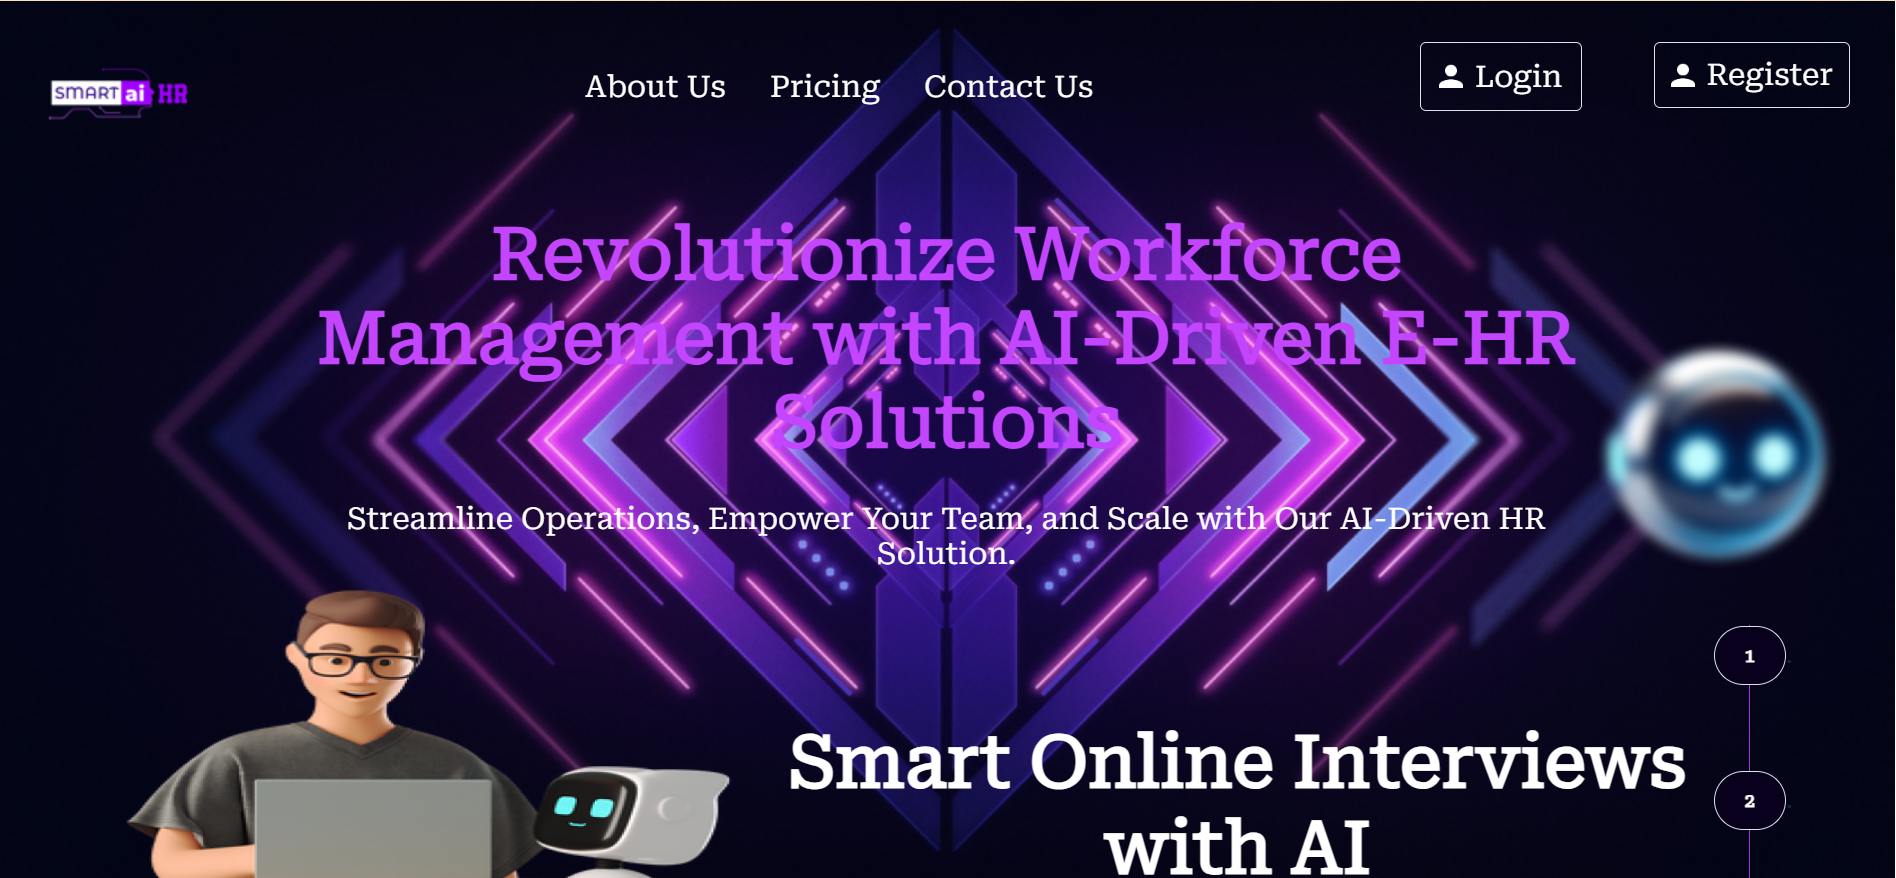 SMART ai HR
About Us Pricing Contact Us
Login
Register
Revolutionize Workforce
Management with AI-Driven E-HR
Solutions
Streamline Operations, Empower Your Team, and Scale with Our AI-Driven HR
Solution.
1
Smart Online Interviews
with AI
2